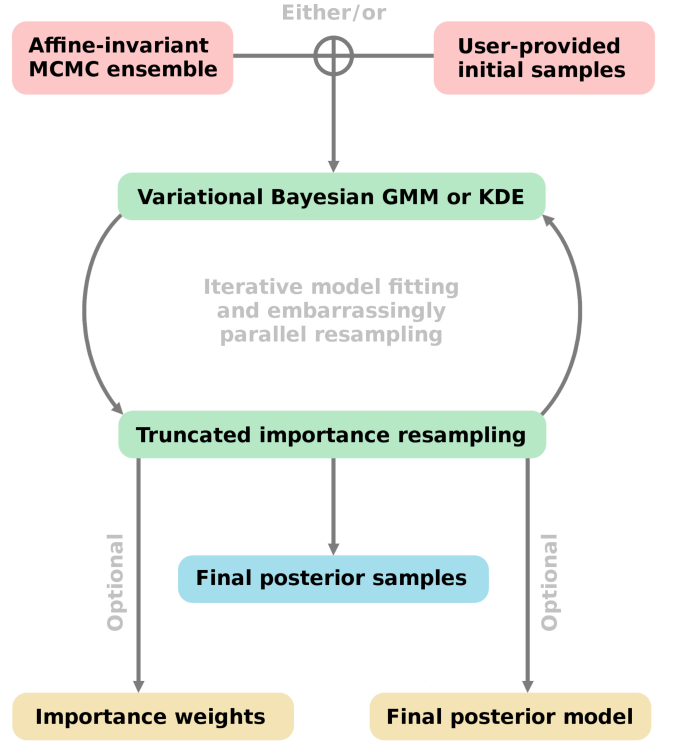 Either/or
Affine-invariant
MCMC ensemble
User-provided
initial samples
Variational Bayesian GMM or KDE
Iterative model fitting
and embarrassingly
parallel resampling
Truncated importance resampling
Optional
Final posterior samples
Optional
Importance weights
Final posterior model